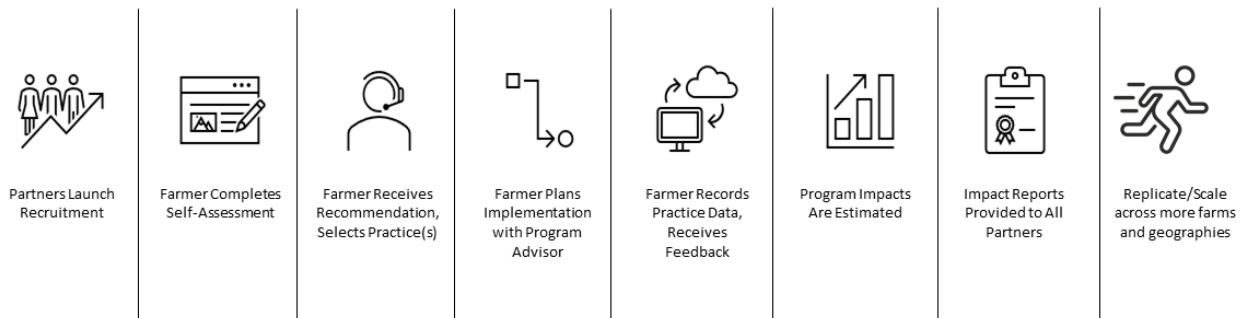 Partners Launch
Recruitment
Farmer Completes
Self-Assessment
Farmer Receives
Recommendation,
Selects Practice(s)
Farmer Plans
Implementation
with Program
Advisor
Farmer Records
Practice Data,
Receives
Feedback
Program Impacts
Are Estimated
Impact Reports
Provided to All
Partners
Replicate/Scale
across more farms
and geographies